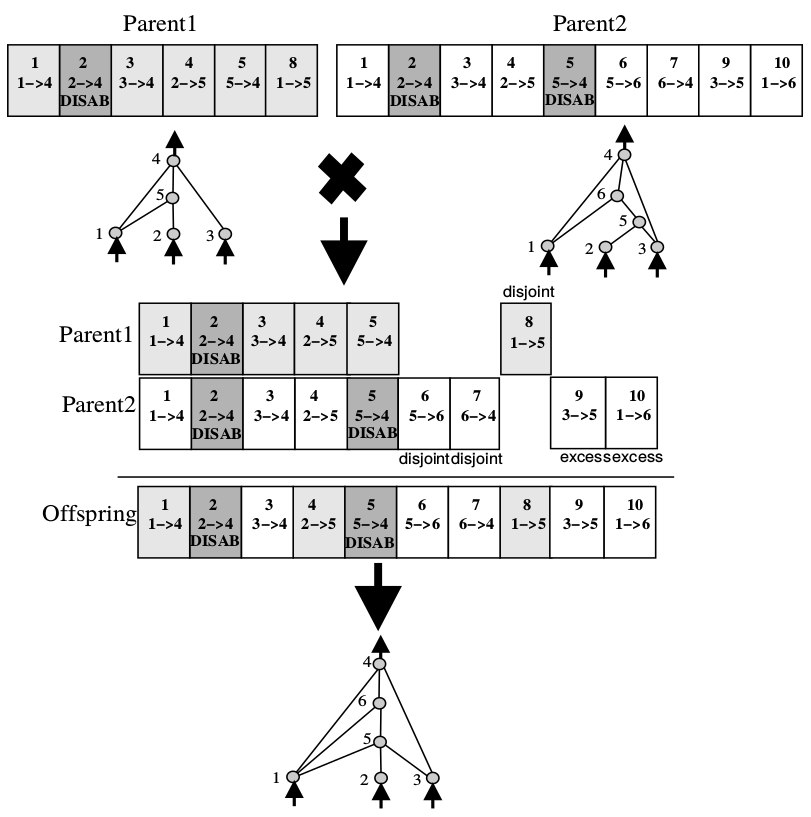 Parent1 Parent2
1 2 3 4 5 8 1 2 3 4 5 6 7 9 10
1->4 2->4 3->4 2->5 5->4 1->5 1->4 2->4 3->4 2->5 5->4 5->6 6->4 3->5 1->6
DISAB DISAB DISAB
4 4
5 6
5
1 2 3 1 2 3
disjoint
Parent1 1 2 3 4 5 8
1->4 2->4 3->4 2->5 5->4 1->5
DISAB
Parent2 1 2 3 4 5 6 7 9 10
1->4 2->4 3->4 2->5 5->4 5->6 6->4 3->5 1->6
DISAB DISAB
disjoint disjoint excess excess
Offspring 1 2 3 4 5 6 7 8 9 10
1->4 2->4 3->4 2->5 5->4 5->6 6->4 1->5 3->5 1->6
DISAB DISAB
4
6
5
1 2 3